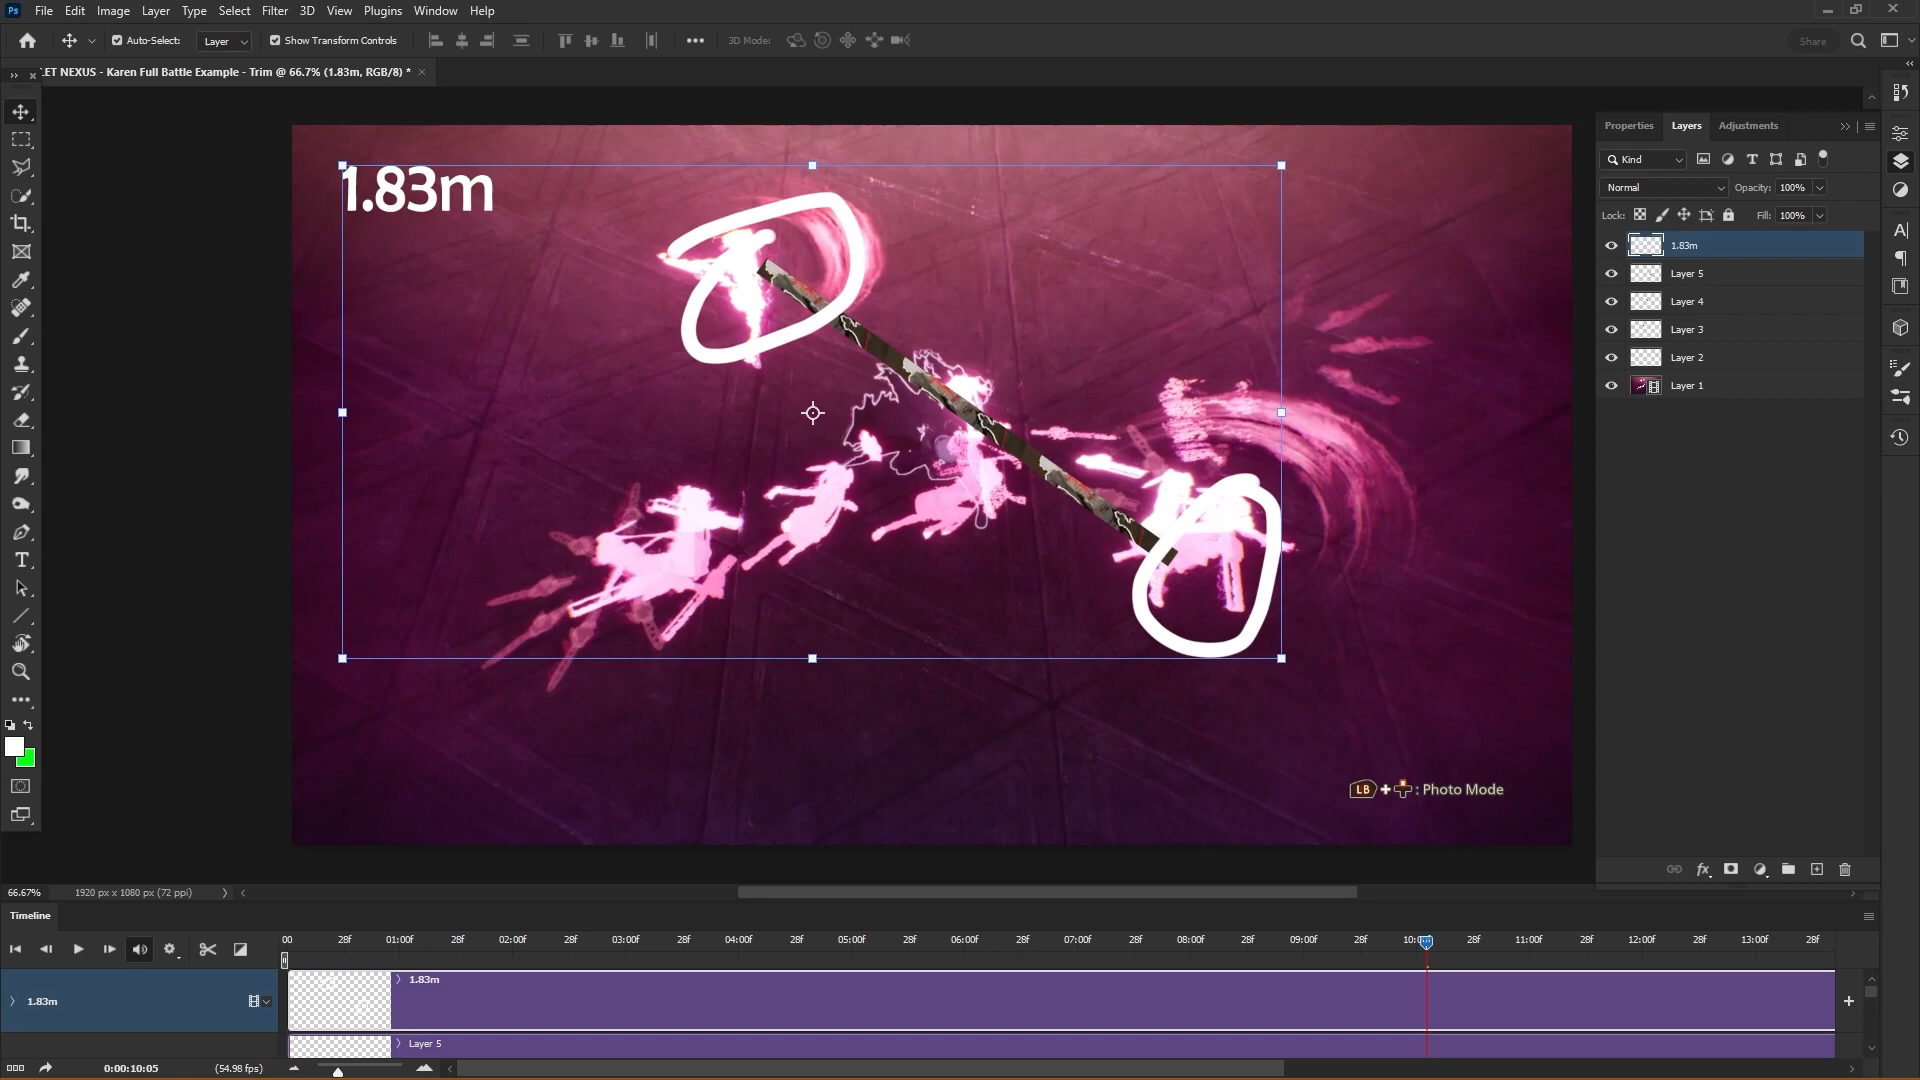 Ps File Edit Image Layer Type Select Filter 3D View Plugins Window Help
Auto-Select: Layer Show Transform Controls 3D Mode: Share
LET NEXUS - Karen Full Battle Example - Trim @ 66.7% (1.83m, RGB/8) *
Properties Layers Adjustments
Kind
Normal Opacity: 100%
Lock: Fill: 100%
1.83m
Layer 5
Layer 4
Layer 3
Layer 2
Layer 1
1.83m
LB + : Photo Mode
66.67% 1920 px x 1080 px (72 ppi)
Timeline
00 28f 01:00f 28f 02:00f 28f 03:00f 28f 04:00f 28f 05:00f 28f 06:00f 28f 07:00f 28f 08:00f 28f 09:00f 28f 28f 11:00f 28f 12:00f 28f 13:00f 28f
1.83m
1.83m
Layer 5
0:00:10:05 (54.98 fps)